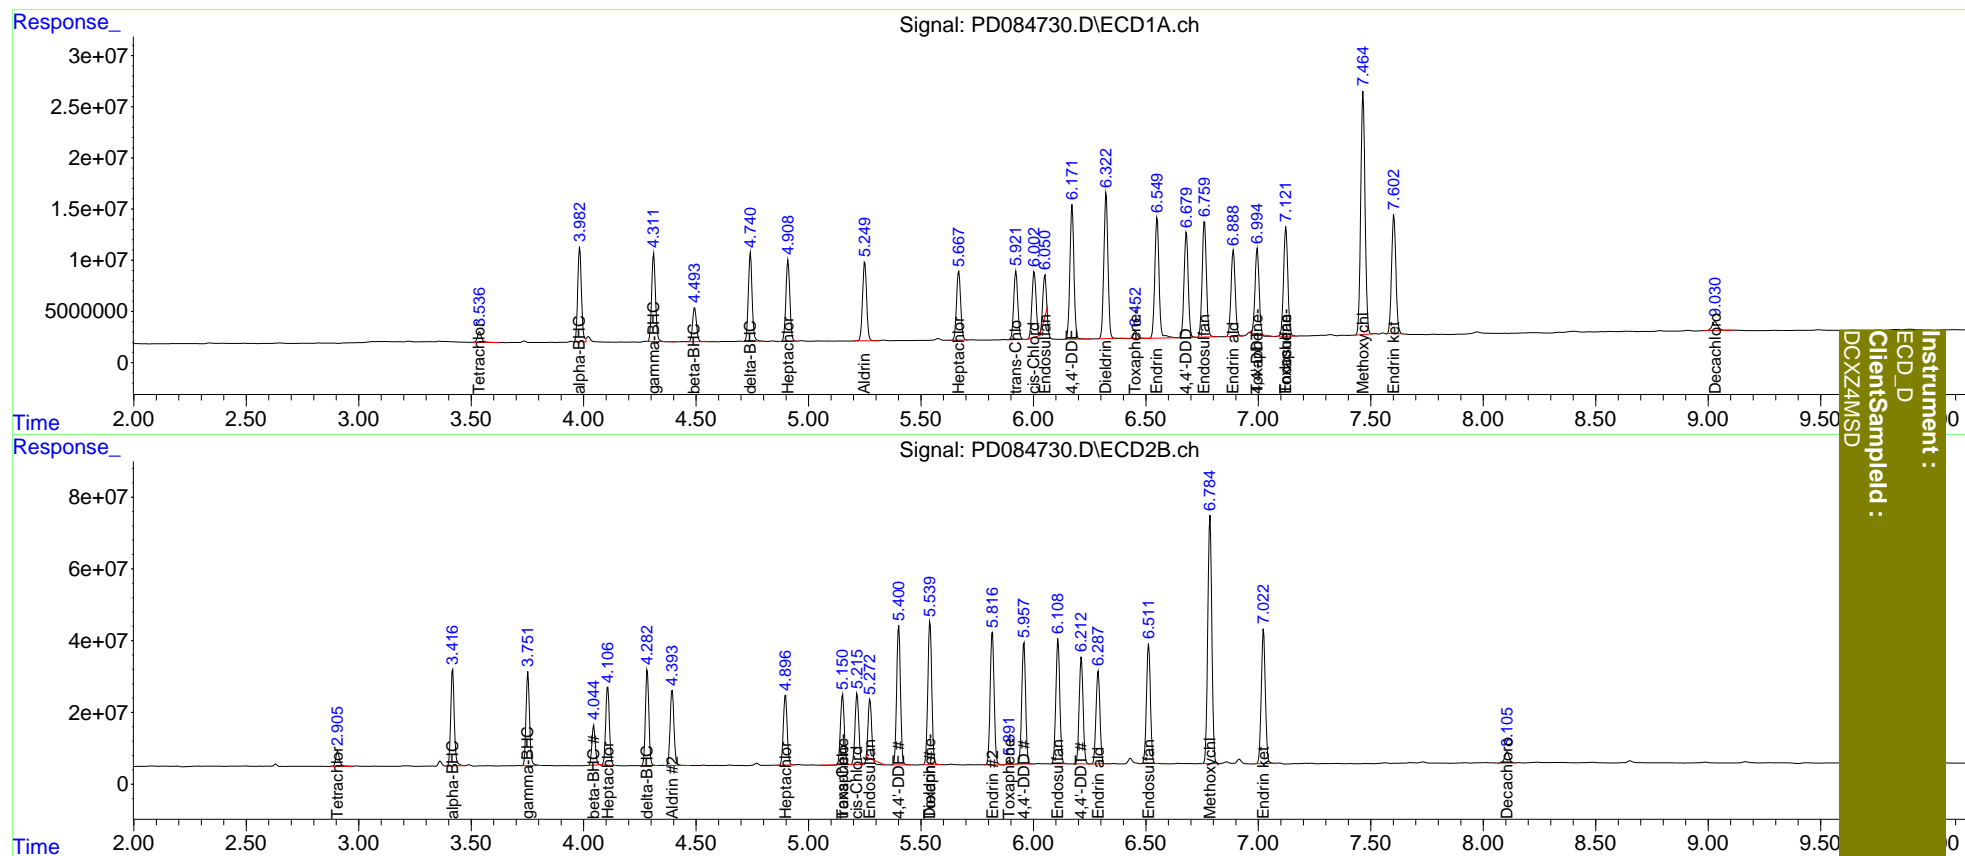 Response_
Signal: PD084730.D\ECD1A.ch
3e+07
2.5e+07
2e+07
1.5e+07
1e+07
5000000
0
3.536
3.982
4.311
4.493
4.740
4.908
5.249
5.667
5.921
6.002
6.050
6.171
6.322
6.452
6.549
6.679
6.759
6.888
6.994
7.121
7.464
7.602
9.030
Tetrachlor
alpha-BHC
gamma-BHC
beta-BHC
delta-BHC
Heptachlor
Aldrin
Heptachlor
trans-Chlo
cis-Chlord
Endosulfan
4,4'-DDE
Dieldrin
Toxaphene-
Endrin
4,4'-DDD
Endosulfan
Endrin ald
Methoxychl
Endrin ket
Decachloro
2.00 2.50 3.00 3.50 4.00 4.50 5.00 5.50 6.00 6.50 7.00 7.50 8.00 8.50 9.00 9.50
Time
Response_
Signal: PD084730.D\ECD2B.ch
8e+07
6e+07
4e+07
2e+07
0
2.905
3.416
3.751
4.044
4.106
4.282
4.393
4.896
5.150
5.215
5.272
5.400
5.539
5.816
5.891
5.957
6.108
6.212
6.287
6.511
6.784
7.022
8.105
Tetrachlor
alpha-BHC
gamma-BHC
beta-BHC #
Heptachlor
delta-BHC
Aldrin #2
Heptachlor
cis-Chlord
Endosulfan
4,4'-DDE #
Endrin #2
Toxaphene-
4,4'-DDD #
Endosulfan
4,4'-DDT #
Endrin ald
Endosulfan
Methoxychl
Endrin ket
Decachloro
2.00 2.50 3.00 3.50 4.00 4.50 5.00 5.50 6.00 6.50 7.00 7.50 8.00 8.50 9.00 9.50
Time
Instrument :
ECD_D
ClientSampleId :
DCXZ4MSD